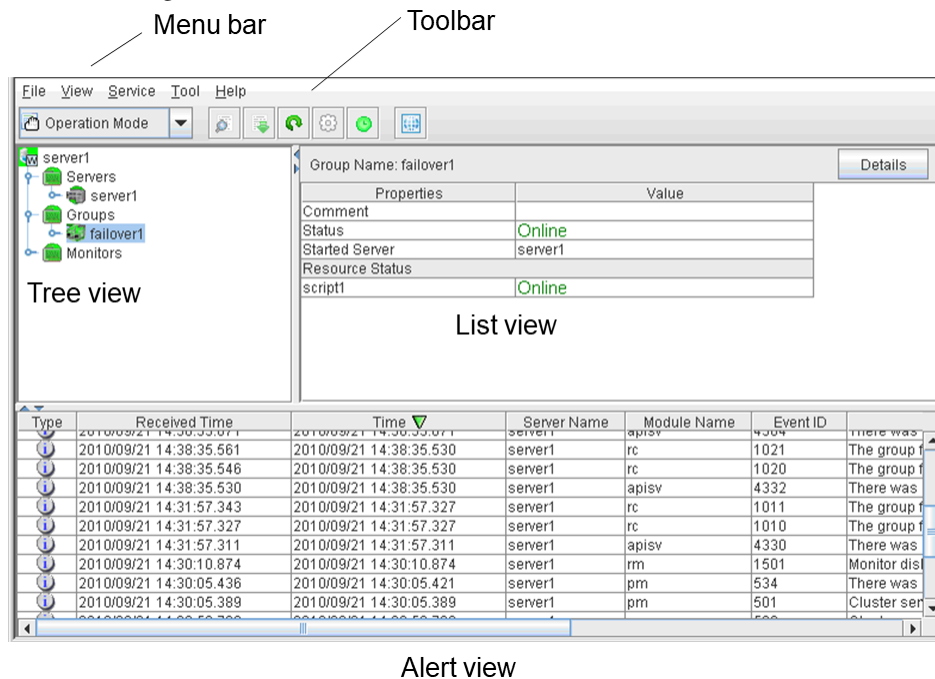 Menu bar
Toolbar
File View Service Tool Help
Operation Mode
server1
Servers
server1
Groups
failover1
Monitors
Tree view
Group Name: failover1 Details
Properties Value
Comment
Status Online
Started Server server1
Resource Status
script1 Online
List view
Type Received Time Time Server Name Module Name Event ID
server1 apisv There was
2010/09/21 14:38:35.561 2010/09/21 14:38:35.530 server1 rc 1021 The group f
2010/09/21 14:38:35.546 2010/09/21 14:38:35.530 server1 rc 1020 The group f
2010/09/21 14:38:35.530 2010/09/21 14:38:35.530 server1 apisv 4332 There was
2010/09/21 14:31:57.343 2010/09/21 14:31:57.327 server1 rc 1011 The group f
2010/09/21 14:31:57.327 2010/09/21 14:31:57.327 server1 rc 1010 The group f
2010/09/21 14:31:57.311 2010/09/21 14:31:57.311 server1 apisv 4330 There was
2010/09/21 14:30:10.874 2010/09/21 14:30:10.874 server1 rm 1501 Monitor disk
2010/09/21 14:30:05.436 2010/09/21 14:30:05.421 server1 pm 534 There was
2010/09/21 14:30:05.389 2010/09/21 14:30:05.389 server1 pm 501 Cluster ser
Alert view